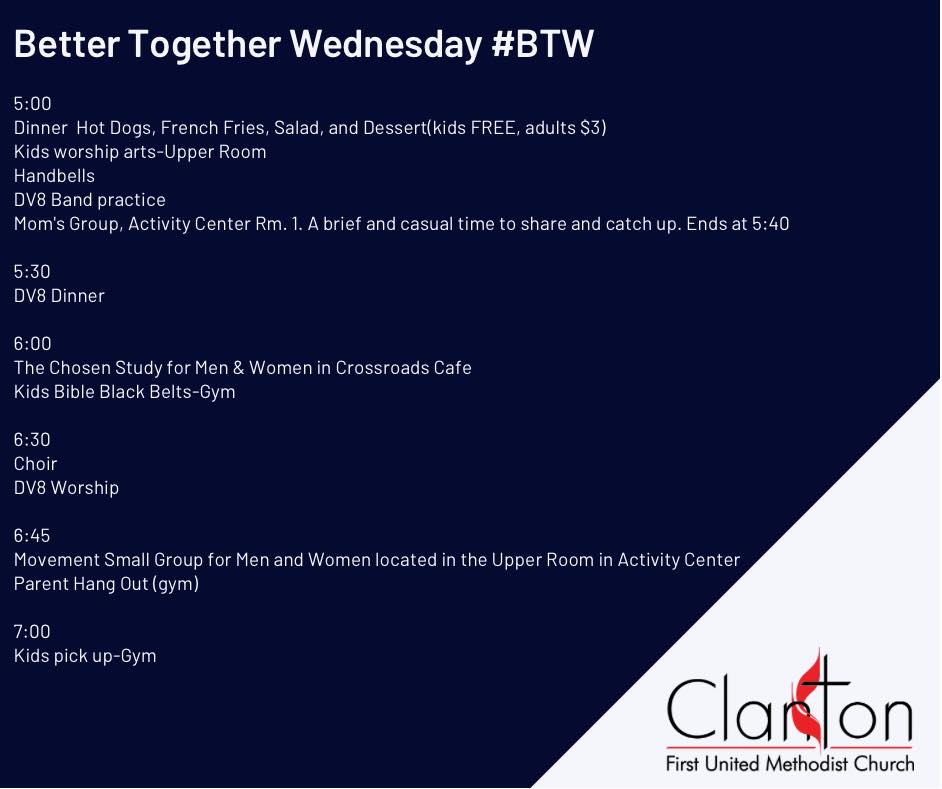 Better Together Wednesday #BTW
5:00
Dinner  Hot Dogs, French Fries, Salad, and Dessert(kids FREE, adults $3)
Kids worship arts-Upper Room
Handbells
DV8 Band practice
Mom's Group, Activity Center Rm. 1. A brief and casual time to share and catch up. Ends at 5:40
5:30
DV8 Dinner
6:00
The Chosen Study for Men & Women in Crossroads Cafe
Kids Bible Black Belts-Gym
6:30
Choir
DV8 Worship
6:45
Movement Small Group for Men and Women located in the Upper Room in Activity Center
Parent Hang Out (gym)
7:00
Kids pick up-Gym
Clanton
First United Methodist Church